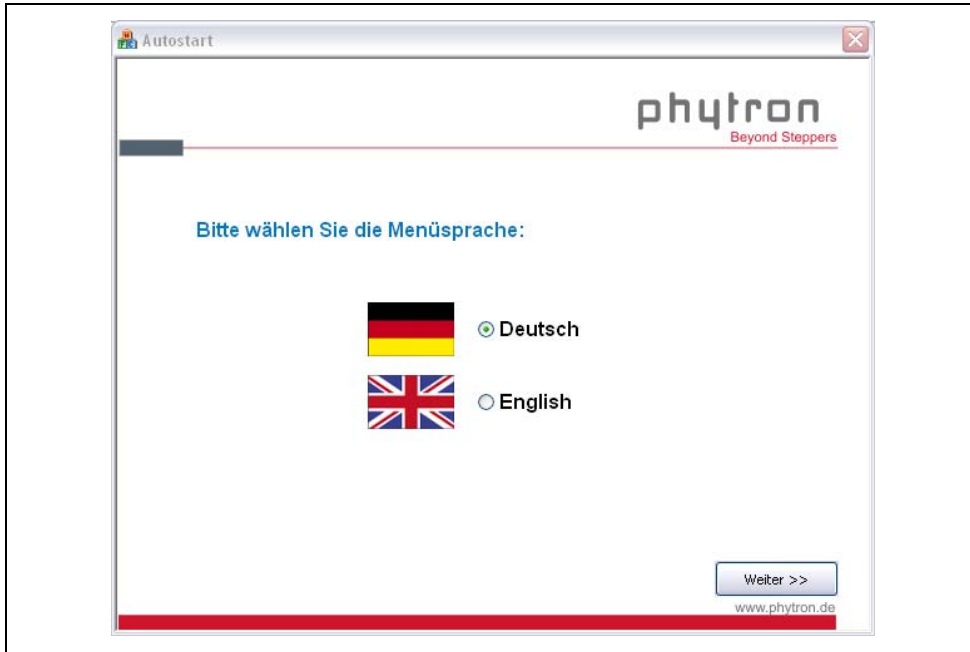 Autostart
phytron
Beyond Steppers
Bitte wählen Sie die Menüsprache:
Deutsch
English
Weiter >>
www.phytron.de